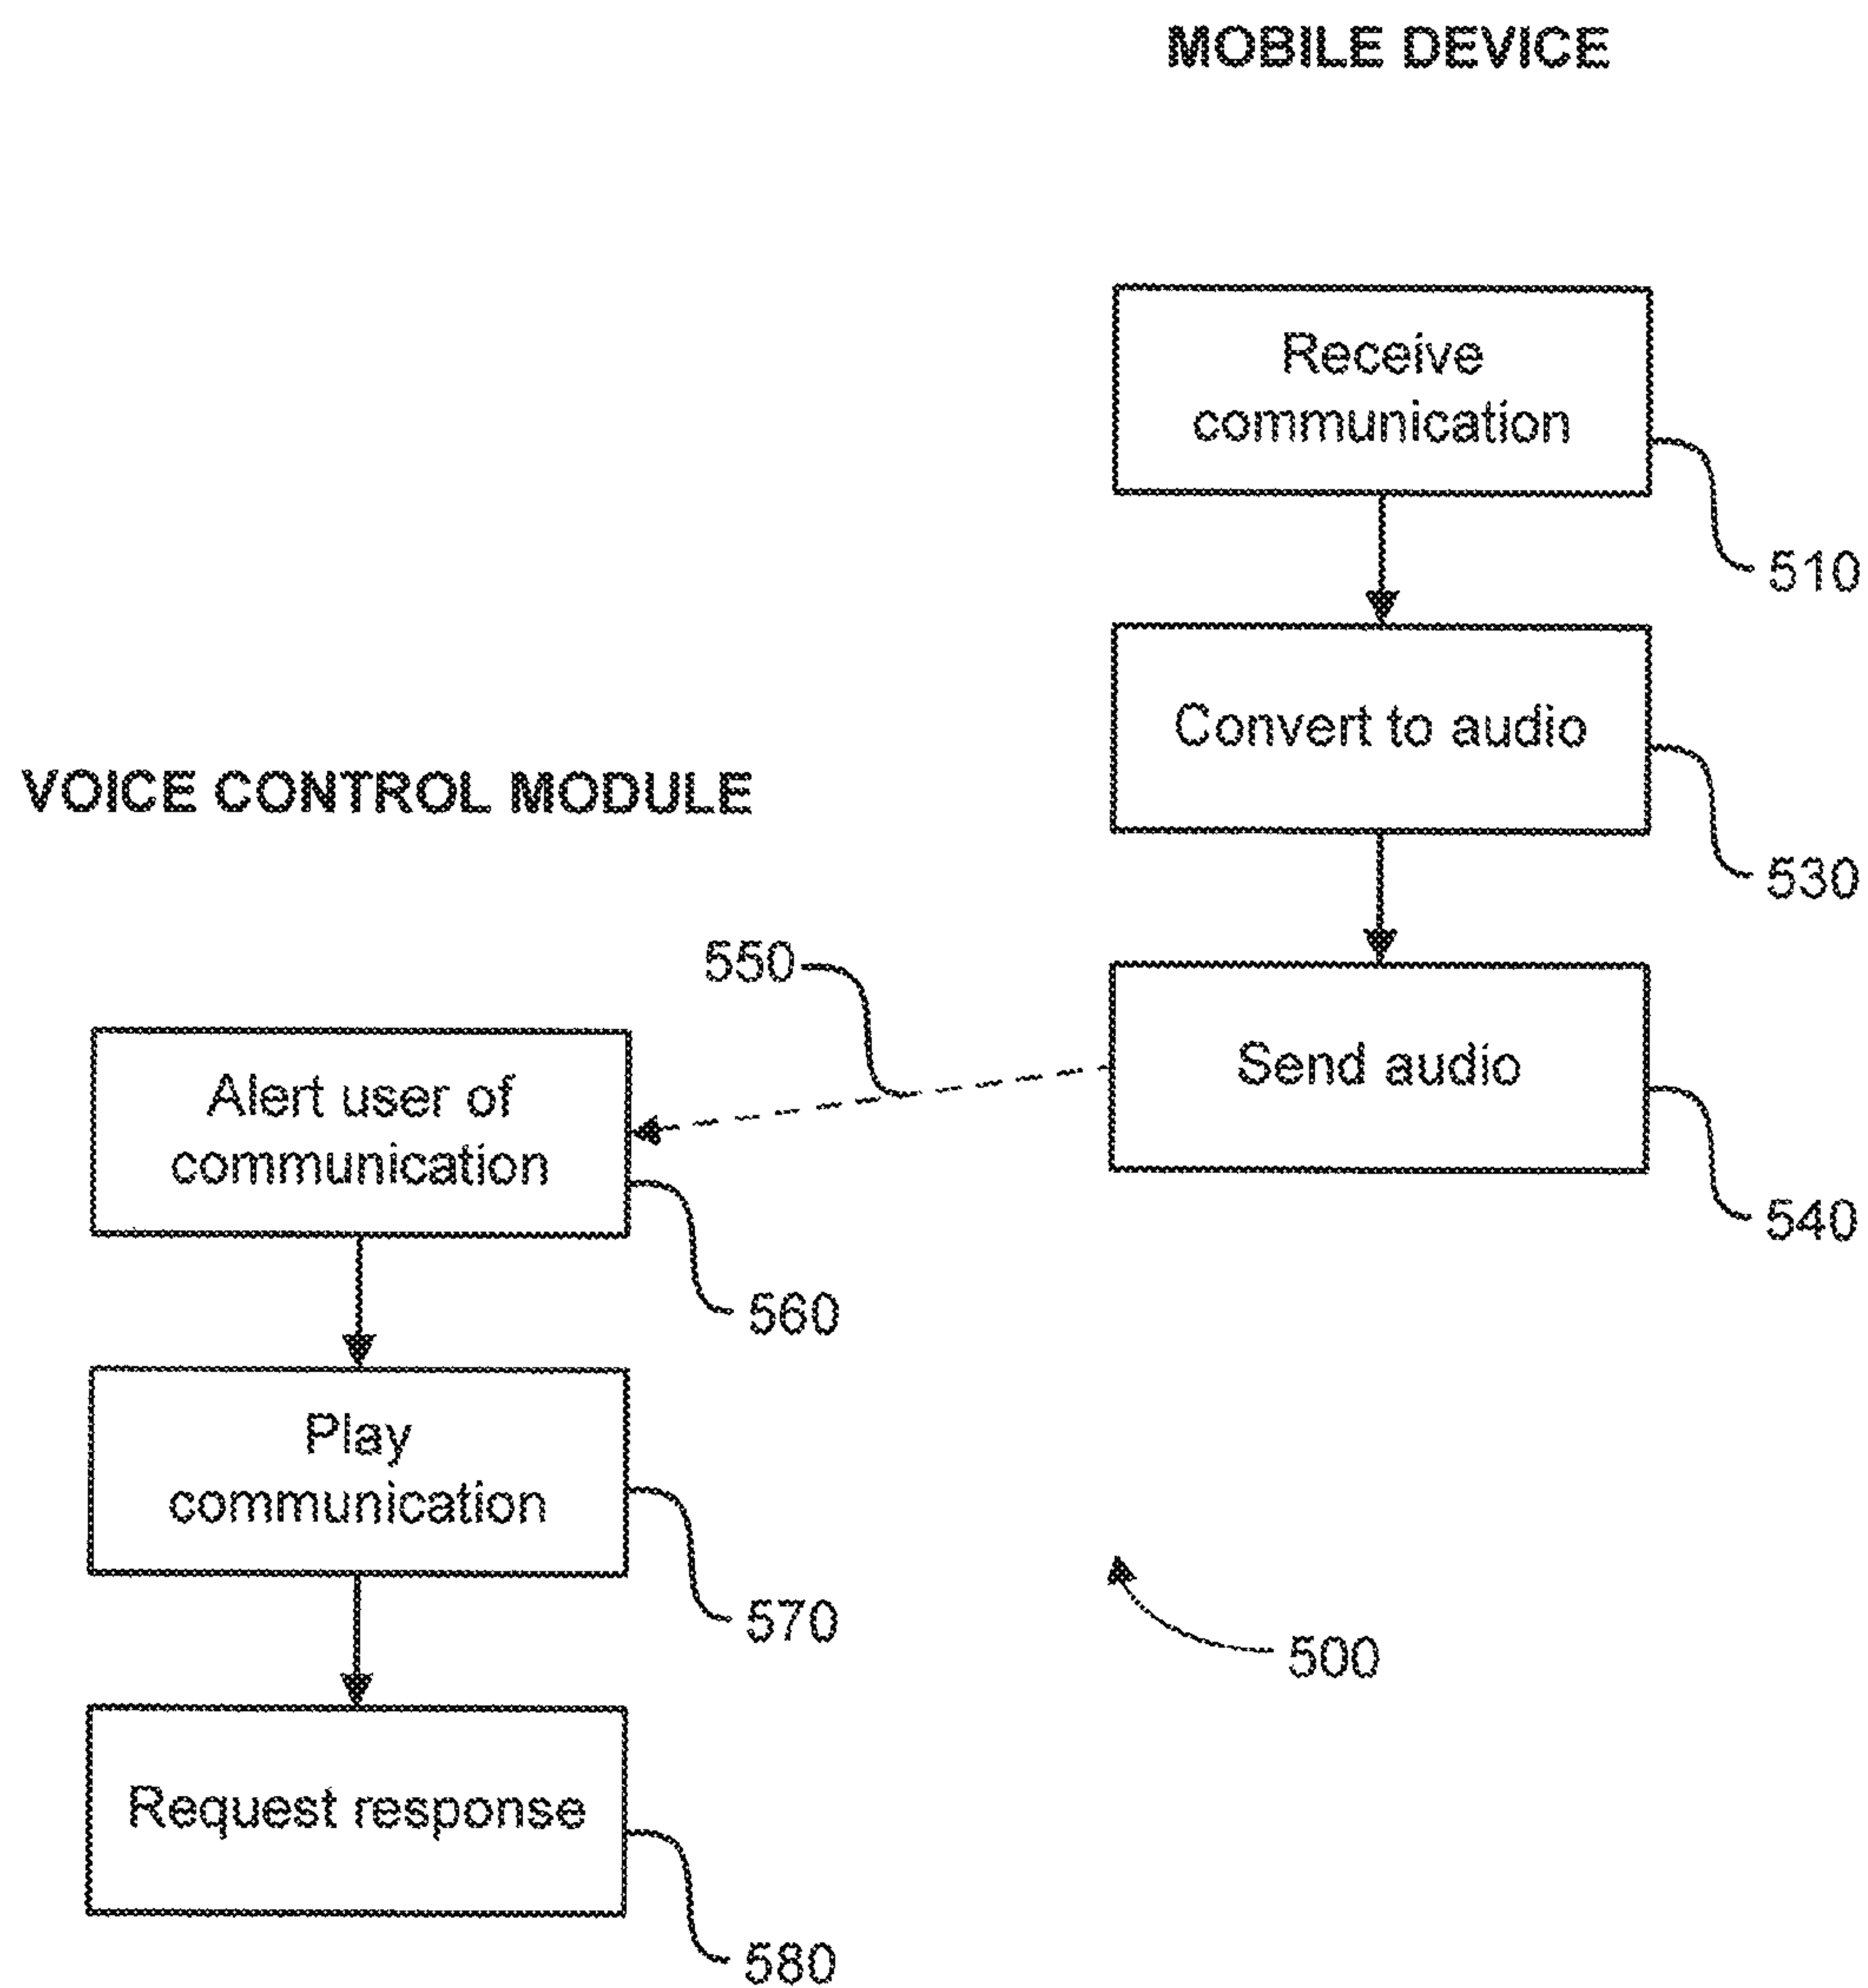 MOBILE DEVICE
Receive
communication
510
Convert to audio
530
Send audio
540
VOICE CONTROL MODULE
550
Alert user of
communication
560
Play
communication
570
Request response
580
500